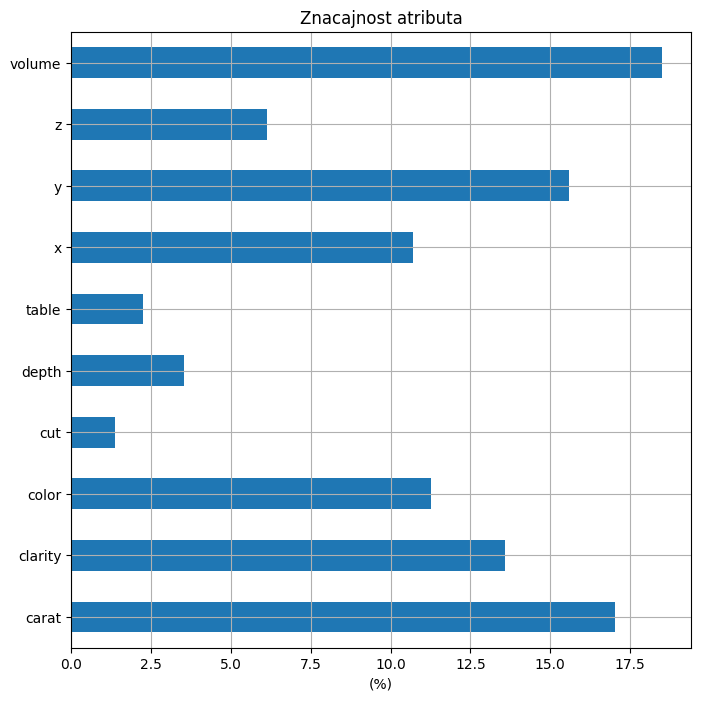 Znacajnost atributa
volume
z
y
x
table
depth
cut
color
clarity
carat
0.0 2.5 5.0 7.5 10.0 12.5 15.0 17.5
(%)